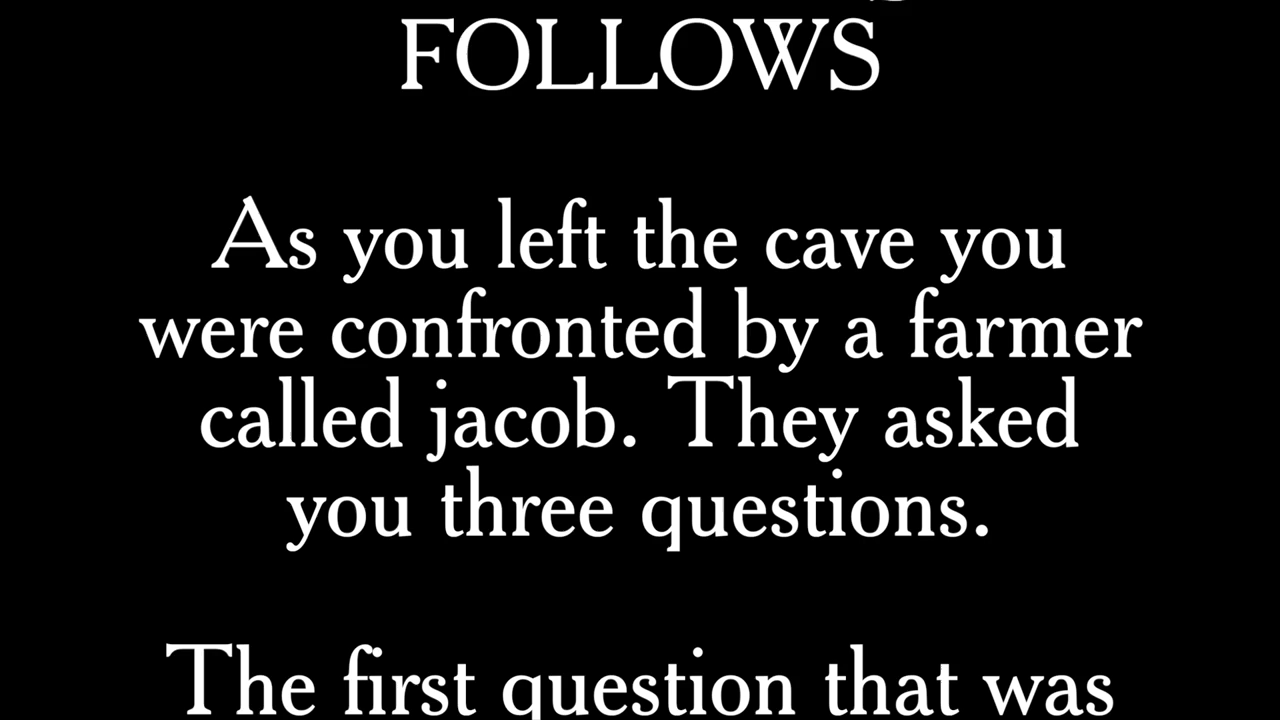 FOLLOWS
As you left the cave you
were confronted by a farmer
called jacob. They asked
you three questions.
The first question that was